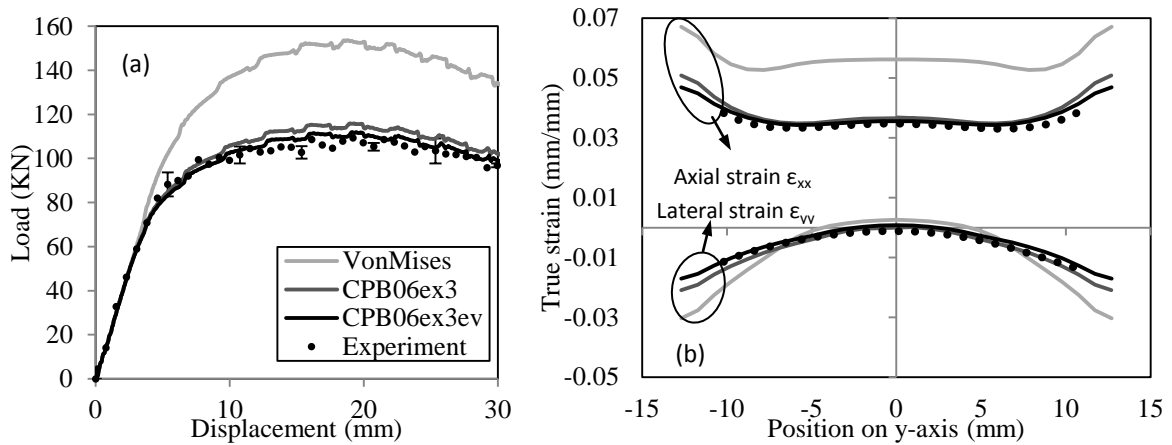 160
140
120
100
80
60
40
20
0
Load (KN)
(a)
VonMises
CPB06ex3
CPB06ex3ev
Experiment
0
10
20
30
Displacement (mm)
0.07
0.05
0.03
0.01
-0.01
-0.03
-0.05
True strain (mm/mm)
Axial strain εxx
Lateral strain εyy
(b)
-15
-10
-5
0
5
10
15
Position on y-axis (mm)